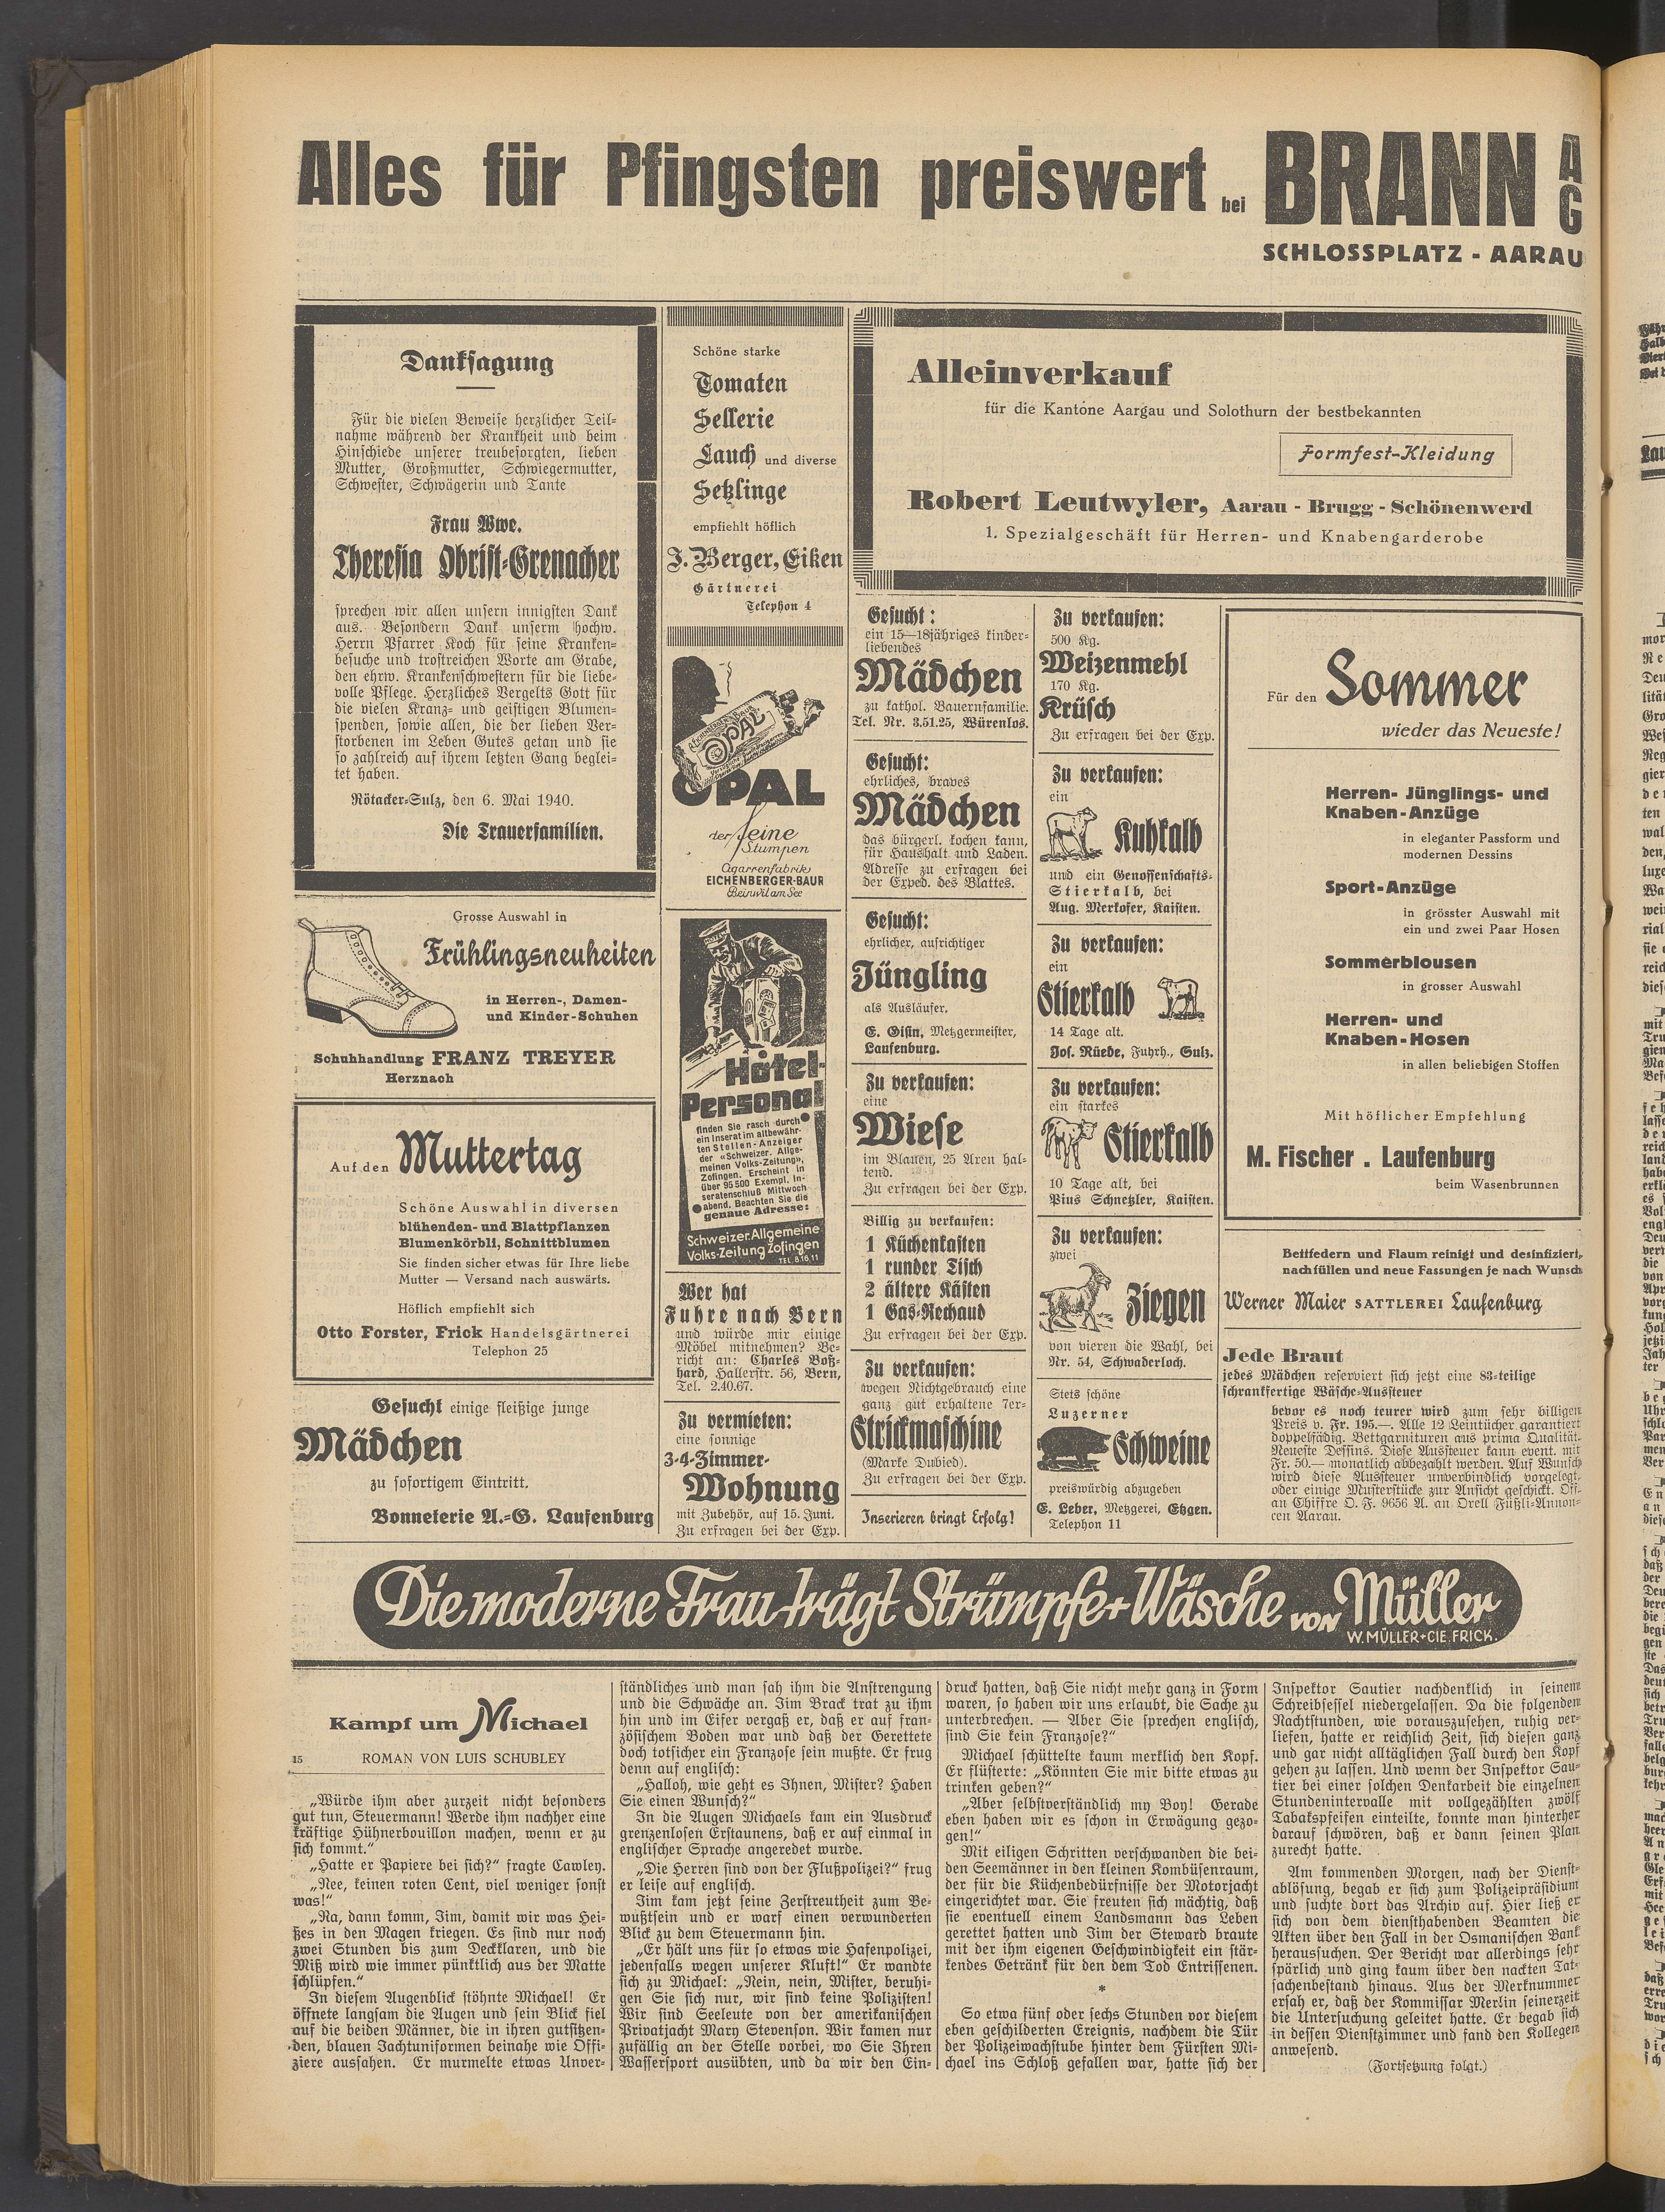 Alles für Pfingsten preiswert bei BRANN AG
SCHLOSSPLATZ - AARAU
Danksagung
Für die vielen Beweise herzlicher Teil-
nahme während der Krankheit und beim
Hinschiede unserer treubesorgten, lieben
Mutter, Großmutter, Schwiegermutter,
Schwester, Schwägerin und Tante
Frau Wwe.
Theresia Obrist-Grenacher
sprechen wir allen unsern innigsten Dank
aus. Besondern Dank unserm hochw.
Herrn Pfarrer Koch für seine Kranken-
besuche und trostreichen Worte am Grabe,
den ehrw. Krankenschwestern für die liebe-
volle Pflege. Herzliches Vergelts Gott für
die vielen Kranz- und geistigen Blumen-
spenden, sowie allen, die der lieben Ver-
storbenen im Leben Gutes getan und sie
so zahlreich auf ihrem letzten Gang beglei-
tet haben.
Rötacker-Sulz, den 6. Mai 1940.
Die Trauerfamilien.
Grosse Auswahl in
Frühlingsneuheiten
in Herren-, Damen-
und Kinder-Schuhen
Schuhhandlung FRANZ TREYER
Herznach
Auf den Muttertag
Schöne Auswahl in diversen
blühenden- und Blattpflanzen
Blumenkörbli, Schnittblumen
Sie finden sicher etwas für Ihre liebe
Mutter — Versand nach auswärts.
Höflich empfiehlt sich
Otto Forster, Frick Handelsgärtnerei
Telephon 25
Gesucht einige fleißige junge
Mädchen
zu sofortigem Eintritt.
Bonneterie A.-G. Laufenburg
Schöne starke
Tomaten
Sellerie
Lauch und diverse
Setzlinge
empfiehlt höflich
J. Berger, Eiken
Gärtnerei
Telephon 4
OPAL
OPAL
der feine
Stumpen
Cigarrenfabrik
EICHENBERGER-BAUR
Beinwil am See
Hotel-
Personal
finden Sie rasch durch
ein Inserat im altbewähr-
ten Stellen-Anzeiger
der «Schweizer. Allge-
meinen Volks-Zeitung»,
Zofingen. Erscheint in
über 95 500 Exempl. In-
seratenschluß Mittwoch
abend. Beachten Sie die
genaue Adresse:
Schweizer. Allgemeine
Volks-Zeitung Zofingen
TEL. 8.18.11
Wer hat
Fuhre nach Bern
und würde mir einige
Möbel mitnehmen? Be-
richt an: Charles Boß-
hard, Hallerstr. 56, Bern,
Tel. 2.40.67.
Zu vermieten:
eine sonnige
3-4-Zimmer-
Wohnung
mit Zubehör, auf 15. Juni.
Zu erfragen bei der Exp.
Alleinverkauf
für die Kantone Aargau und Solothurn der bestbekannten
Formfest-Kleidung
Robert Leutwyler, Aarau - Brugg - Schönenwerd
1. Spezialgeschäft für Herren- und Knabengarderobe
Gesucht:
ein 15—18jähriges kinder-
liebendes
Mädchen
zu kathol. Bauernfamilie.
Tel. Nr. 3.51.25, Würenlos.
Gesucht:
ehrliches, braves
Mädchen
das bürgerl. kochen kann,
für Haushalt und Laden.
Adresse zu erfragen bei
der Exped. des Blattes.
Gesucht:
ehrlicher, aufrichtiger
Jüngling
als Ausläufer.
E. Gisin, Metzgermeister,
Laufenburg.
Zu verkaufen:
eine
Wiese
im Blauen, 25 Aren hal-
tend.
Zu erfragen bei der Exp.
Billig zu verkaufen:
1 Küchenkasten
1 runder Tisch
2 ältere Kästen
1 Gas-Rechaud
Zu erfragen bei der Exp.
Zu verkaufen:
wegen Nichtgebrauch eine
ganz gut erhaltene 7er-
Strickmaschine
(Marke Dubied).
Zu erfragen bei der Exp.
Inserieren bringt Erfolg!
Zu verkaufen:
500 Kg.
Weizenmehl
170 Kg.
Krüsch
Zu erfragen bei der Exp.
Zu verkaufen:
ein
Kuhkalb
und ein Genossenschafts-
Stierkalb, bei
Aug. Merkofer, Kaisten.
Zu verkaufen:
ein
Stierkalb
14 Tage alt.
Jos. Rüede, Fuhrh., Sulz.
Zu verkaufen:
ein starkes
Stierkalb
10 Tage alt, bei
Pius Schnetzler, Kaisten.
Zu verkaufen:
zwei
Ziegen
von vieren die Wahl, bei
Nr. 54, Schwaderloch.
Stets schöne
Luzerner
Schweine
preiswürdig abzugeben
E. Leber, Metzgerei, Etzgen.
Telephon 11
Für den Sommer
wieder das Neueste!
Herren- Jünglings- und
Knaben-Anzüge
in eleganter Passform und
modernen Dessins
Sport-Anzüge
in grösster Auswahl mit
ein und zwei Paar Hosen
Sommerblousen
in grosser Auswahl
Herren- und
Knaben-Hosen
in allen beliebigen Stoffen
Mit höflicher Empfehlung
M. Fischer . Laufenburg
beim Wasenbrunnen
Bettfedern und Flaum reinigt und desinfiziert,
nachfüllen und neue Fassungen je nach Wunsch
Werner Maier SATTLEREI Laufenburg
Jede Braut
jedes Mädchen reserviert sich jetzt eine 83-teilige
schrankfertige Wäsche-Aussteuer
bevor es noch teurer wird zum sehr billigen
Preis v. Fr. 195.—. Alle 12 Leintücher garantiert
doppelfädig. Bettgarnituren aus prima Qualität.
Neueste Dessins. Diese Aussteuer kann event. mit
Fr. 50.— monatlich abbezahlt werden. Auf Wunsch
wird diese Aussteuer unverbindlich vorgelegt,
oder einige Musterstücke zur Ansicht geschickt. Off.
an Chiffre O. F. 9656 A. an Orell Füßli-Annon-
cen Aarau.
Die moderne Frau trägt Strümpfe + Wäsche von Müller
W. MÜLLER + CIE. FRICK.
Kampf um Michael
15 ROMAN VON LUIS SCHUBLEY
„Würde ihm aber zurzeit nicht besonders
gut tun, Steuermann! Werde ihm nachher eine
kräftige Hühnerbouillon machen, wenn er zu
sich kommt.“
„Hatte er Papiere bei sich?“ fragte Cawley.
„Nee, keinen roten Cent, viel weniger sonst
was!“
„Na, dann komm, Jim, damit wir was Hei-
ßes in den Magen kriegen. Es sind nur noch
zwei Stunden bis zum Deckklaren, und die
Miß wird wie immer pünktlich aus der Matte
schlüpfen.“
In diesem Augenblick stöhnte Michael! Er
öffnete langsam die Augen und sein Blick fiel
auf die beiden Männer, die in ihren gutsitzen-
den, blauen Jachtuniformen beinahe wie Offi-
ziere aussahen. Er murmelte etwas Unver-
ständliches und man sah ihm die Anstrengung
und die Schwäche an. Jim Brack trat zu ihm
hin und im Eifer vergaß er, daß er auf fran-
zösischem Boden war und daß der Gerettete
doch totsicher ein Franzose sein mußte. Er frug
denn auf englisch:
„Halloh, wie geht es Ihnen, Mister? Haben
Sie einen Wunsch?“
In die Augen Michaels kam ein Ausdruck
grenzenlosen Erstaunens, daß er auf einmal in
englischer Sprache angeredet wurde.
„Die Herren sind von der Flußpolizei?“ frug
er leise auf englisch.
Jim kam jetzt seine Zerstreutheit zum Be-
wußtsein und er warf einen verwunderten
Blick zu dem Steuermann hin.
„Er hält uns für so etwas wie Hafenpolizei,
jedenfalls wegen unserer Kluft!“ Er wandte
sich zu Michael: „Nein, nein, Mister, beruhi-
gen Sie sich nur, wir sind keine Polizisten!
Wir sind Seeleute von der amerikanischen
Privatjacht Mary Stevenson. Wir kamen nur
zufällig an der Stelle vorbei, wo Sie Ihren
Wassersport ausübten, und da wir den Ein-
druck hatten, daß Sie nicht mehr ganz in Form
waren, so haben wir uns erlaubt, die Sache zu
unterbrechen. — Aber Sie sprechen englisch,
sind Sie kein Franzose?“
Michael schüttelte kaum merklich den Kopf.
Er flüsterte: „Könnten Sie mir bitte etwas zu
trinken geben?“
„Aber selbstverständlich my Boy! Gerade
eben haben wir es schon in Erwägung gezo-
gen!“
Mit eiligen Schritten verschwanden die bei-
den Seemänner in den kleinen Kombüsenraum,
der für die Küchenbedürfnisse der Motorjacht
eingerichtet war. Sie freuten sich mächtig, daß
sie eventuell einem Landsmann das Leben
gerettet hatten und Jim der Steward braute
mit der ihm eigenen Geschwindigkeit ein stär-
kendes Getränk für den dem Tod Entrissenen.
*
So etwa fünf oder sechs Stunden vor diesem
eben geschilderten Ereignis, nachdem die Tür
der Polizeiwachstube hinter dem Fürsten Mi-
chael ins Schloß gefallen war, hatte sich der
Inspektor Sautier nachdenklich in seinem
Schreibsessel niedergelassen. Da die folgenden
Nachtstunden, wie vorauszusehen, ruhig ver-
liefen, hatte er reichlich Zeit, sich diesen ganz
und gar nicht alltäglichen Fall durch den Kopf
gehen zu lassen. Und wenn der Inspektor Sau-
tier bei einer solchen Denkarbeit die einzelnen
Stundenintervalle mit vollgezählten zwölf
Tabakspfeifen einteilte, konnte man hinterher
darauf schwören, daß er dann seinen Plan
zurecht hatte.
Am kommenden Morgen, nach der Dienst-
ablösung, begab er sich zum Polizeipräsidium
und suchte dort das Archiv auf. Hier ließ er
sich von dem diensthabenden Beamten die
Akten über den Fall in der Osmanischen Bank
heraussuchen. Der Bericht war allerdings sehr
spärlich und ging kaum über den nackten Tat-
sachenbestand hinaus. Aus der Merknummer
ersah er, daß der Kommissar Merlin seinerzeit
die Untersuchung geleitet hatte. Er begab sich
in dessen Dienstzimmer und fand den Kollegen
anwesend.
(Fortsetzung folgt.)